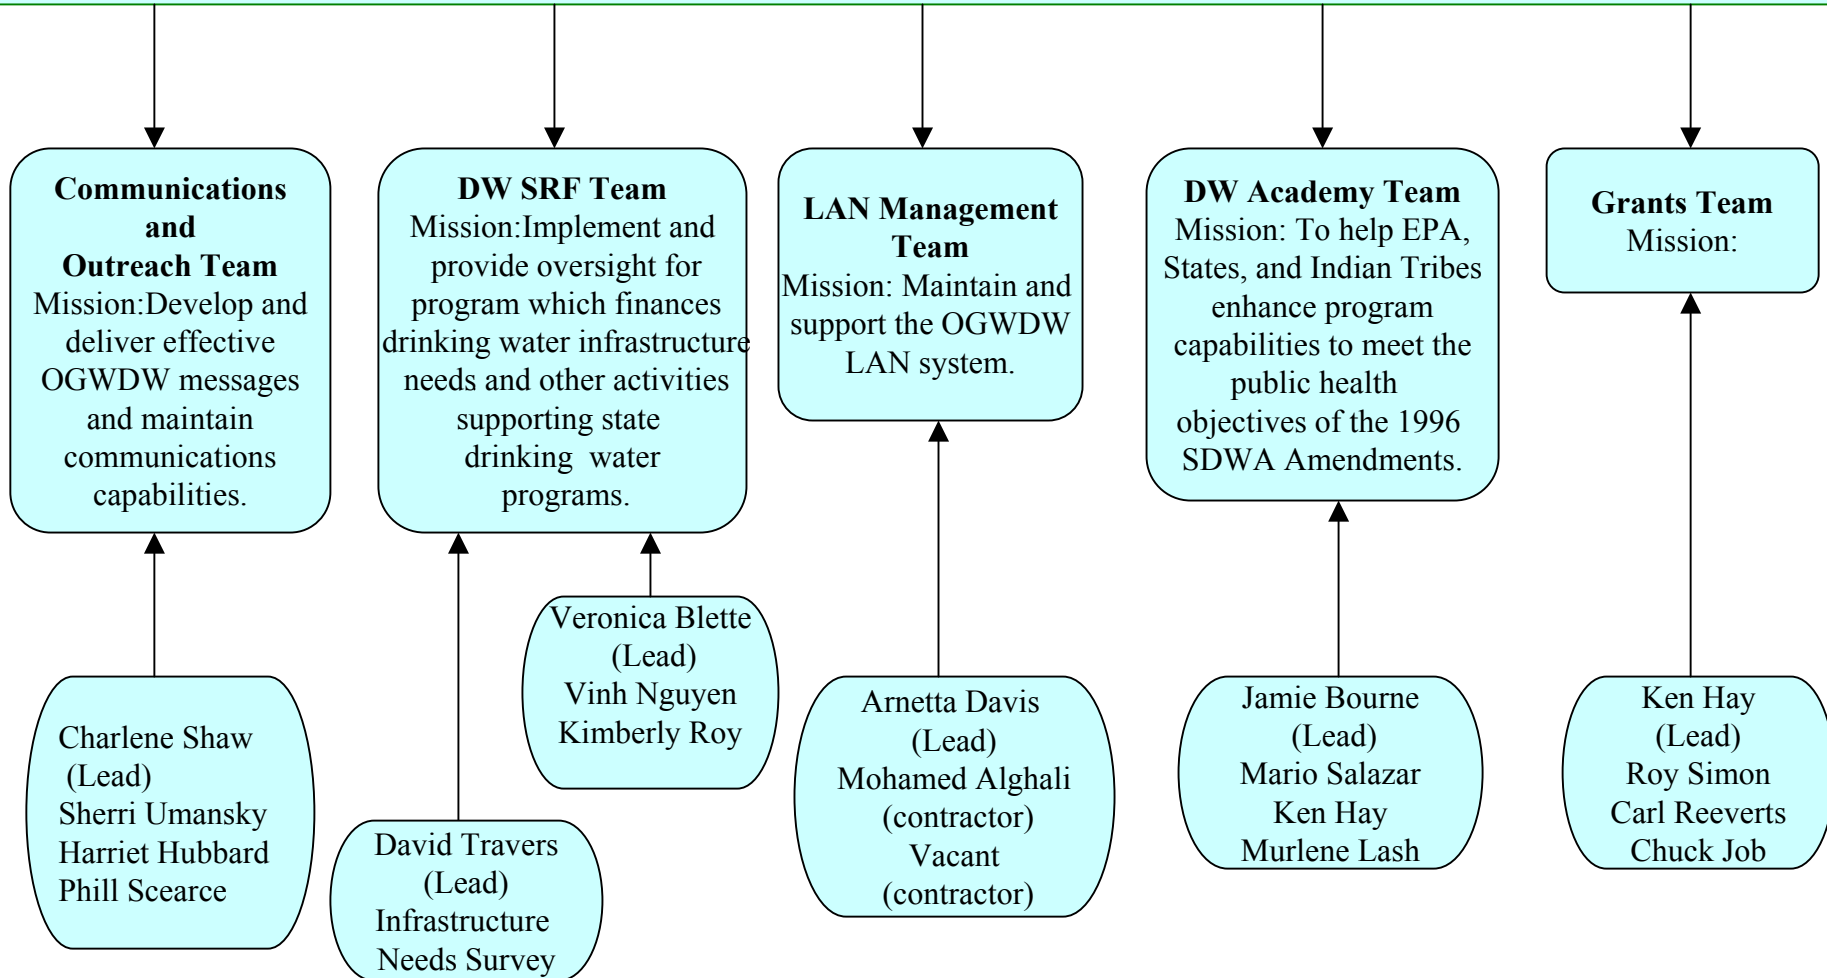 Communications
and
Outreach Team
Mission:Develop and
deliver effective
OGWDW messages
and maintain
communications
capabilities.
DW SRF Team
Mission:Implement and
provide oversight for
program which finances
drinking water infrastructure
needs and other activities
supporting state
drinking water
programs.
LAN Management
Team
Mission: Maintain and
support the OGWDW
LAN system.
DW Academy Team
Mission: To help EPA,
States, and Indian Tribes
enhance program
capabilities to meet the
public health
objectives of the 1996
SDWA Amendments.
Grants Team
Mission:
Charlene Shaw
(Lead)
Sherri Umansky
Harriet Hubbard
Phill Scearce
David Travers
(Lead)
Infrastructure
Needs Survey
Veronica Blette
(Lead)
Vinh Nguyen
Kimberly Roy
Arnetta Davis
(Lead)
Mohamed Alghali
(contractor)
Vacant
(contractor)
Jamie Bourne
(Lead)
Mario Salazar
Ken Hay
Murlene Lash
Ken Hay
(Lead)
Roy Simon
Carl Reeverts
Chuck Job